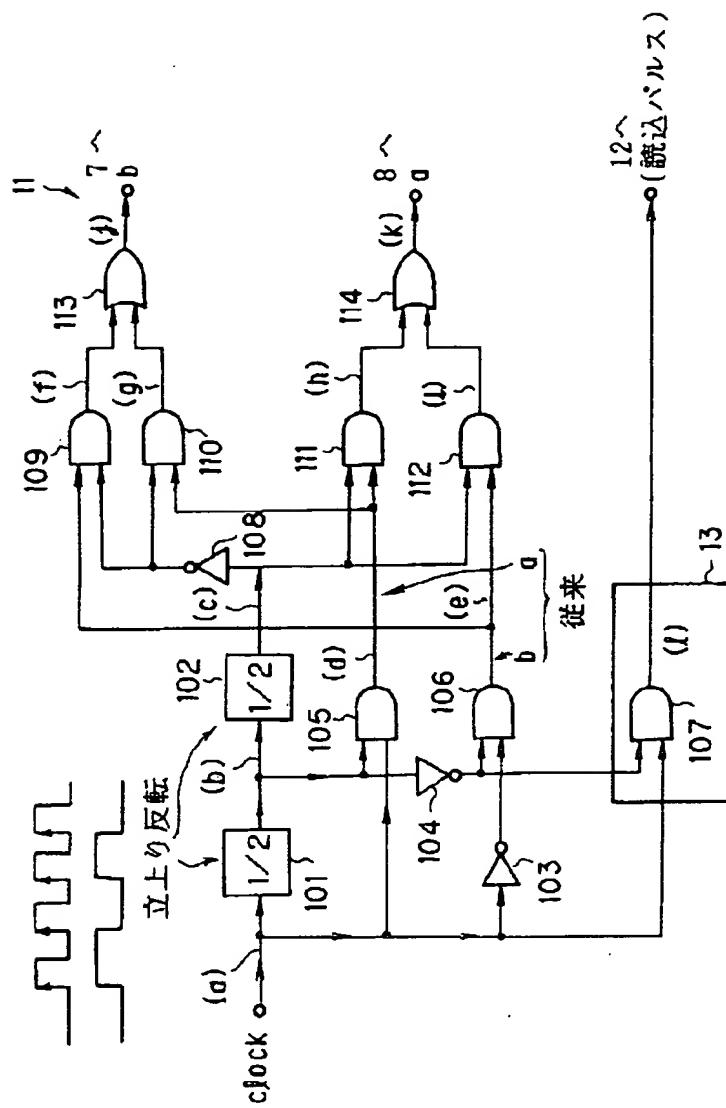 11
7へ
b
(j)
113
(f)
(g)
109
110
8へ
a
(k)
114
(h)
(i)
111
112
12へ
(読込パルス)
108
(c)
(e)
a
b
従来
102
1/2
(d)
105
106
13
(l)
107
立上り反転
(b)
104
1/2
101
103
(a)
clock